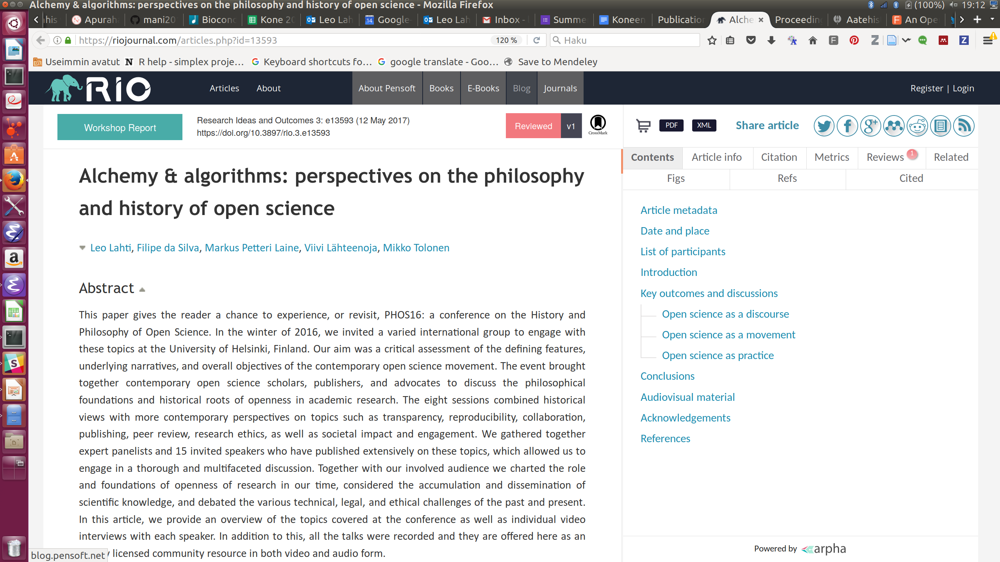 Alchemy & algorithms: perspectives on the philosophy and history of open science - Mozilla Firefox
(100%) 19:12
his Apurah mani20 Biocond Kone 20 Leo Lah Google- Leo Lah Inbox - Summe Koneen Publication Alche Proceeding Aatehis An Ope
https://riojournal.com/articles.php?id=13593 120 % Haku
Useimmin avatut R help - simplex proje... Keyboard shortcuts fo... google translate - Goo... Save to Mendeley
RIO Articles About About Pensoft Books E-Books Blog Journals Register | Login
Workshop Report
Research Ideas and Outcomes 3: e13593 (12 May 2017)
https://doi.org/10.3897/rio.3.e13593
Reviewed v1
CrossMark
PDF XML Share article
Alchemy & algorithms: perspectives on the philosophy
and history of open science
Leo Lahti, Filipe da Silva, Markus Petteri Laine, Viivi Lähteenoja, Mikko Tolonen
Abstract
This paper gives the reader a chance to experience, or revisit, PHOS16: a conference on the History and
Philosophy of Open Science. In the winter of 2016, we invited a varied international group to engage with
these topics at the University of Helsinki, Finland. Our aim was a critical assessment of the defining features,
underlying narratives, and overall objectives of the contemporary open science movement. The event brought
together contemporary open science scholars, publishers, and advocates to discuss the philosophical
foundations and historical roots of openness in academic research. The eight sessions combined historical
views with more contemporary perspectives on topics such as transparency, reproducibility, collaboration,
publishing, peer review, research ethics, as well as societal impact and engagement. We gathered together
expert panelists and 15 invited speakers who have published extensively on these topics, which allowed us to
engage in a thorough and multifaceted discussion. Together with our involved audience we charted the role
and foundations of openness of research in our time, considered the accumulation and dissemination of
scientific knowledge, and debated the various technical, legal, and ethical challenges of the past and present.
In this article, we provide an overview of the topics covered at the conference as well as individual video
interviews with each speaker. In addition to this, all the talks were recorded and they are offered here as an
licensed community resource in both video and audio form.
blog.pensoft.net
Contents Article info Citation Metrics Reviews 1 Related
Figs Refs Cited
Article metadata
Date and place
List of participants
Introduction
Key outcomes and discussions
Open science as a discourse
Open science as a movement
Open science as practice
Conclusions
Audiovisual material
Acknowledgements
References
Powered by arpha